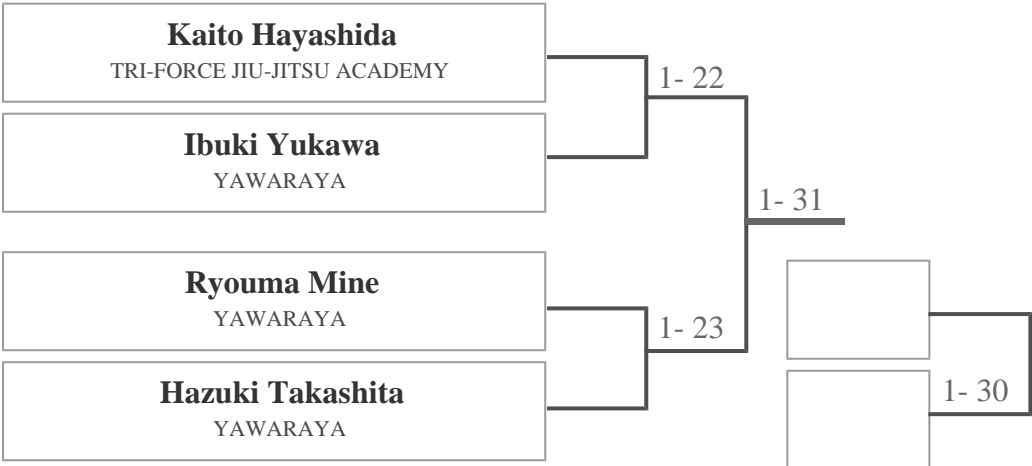 Kaito Hayashida
TRI-FORCE JIU-JITSU ACADEMY
1- 22
Ibuki Yukawa
YAWARAYA
1- 31
Ryouma Mine
YAWARAYA
1- 23
Hazuki Takashita
YAWARAYA
1- 30